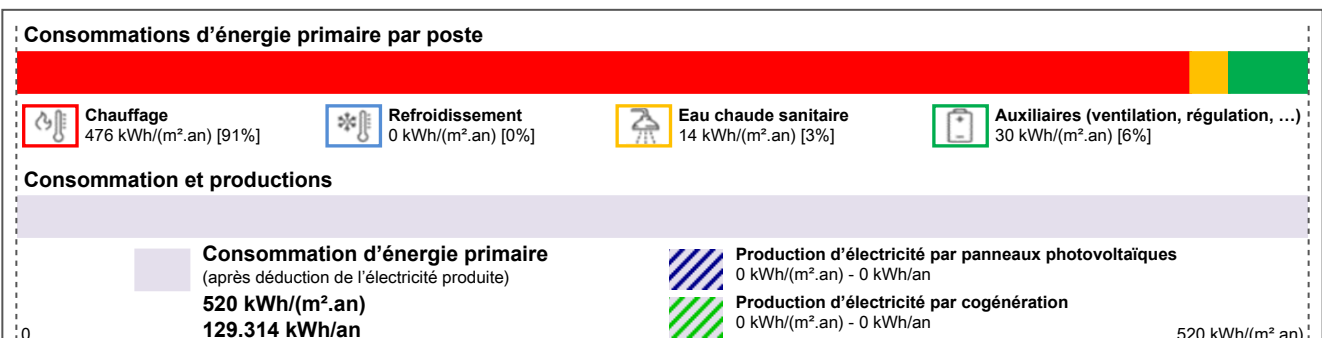 Consommations d’énergie primaire par poste
Chauffage
476 kWh/(m².an) [91%]
Refroidissement
0 kWh/(m².an) [0%]
Eau chaude sanitaire
14 kWh/(m².an) [3%]
Auxiliaires (ventilation, régulation, …)
30 kWh/(m².an) [6%]
Consommation et productions
Consommation d’énergie primaire
(après déduction de l’électricité produite)
520 kWh/(m².an)
129.314 kWh/an
Production d’électricité par panneaux photovoltaïques
0 kWh/(m².an) - 0 kWh/an
Production d’électricité par cogénération
0 kWh/(m².an) - 0 kWh/an
0
520 kWh/(m².an)